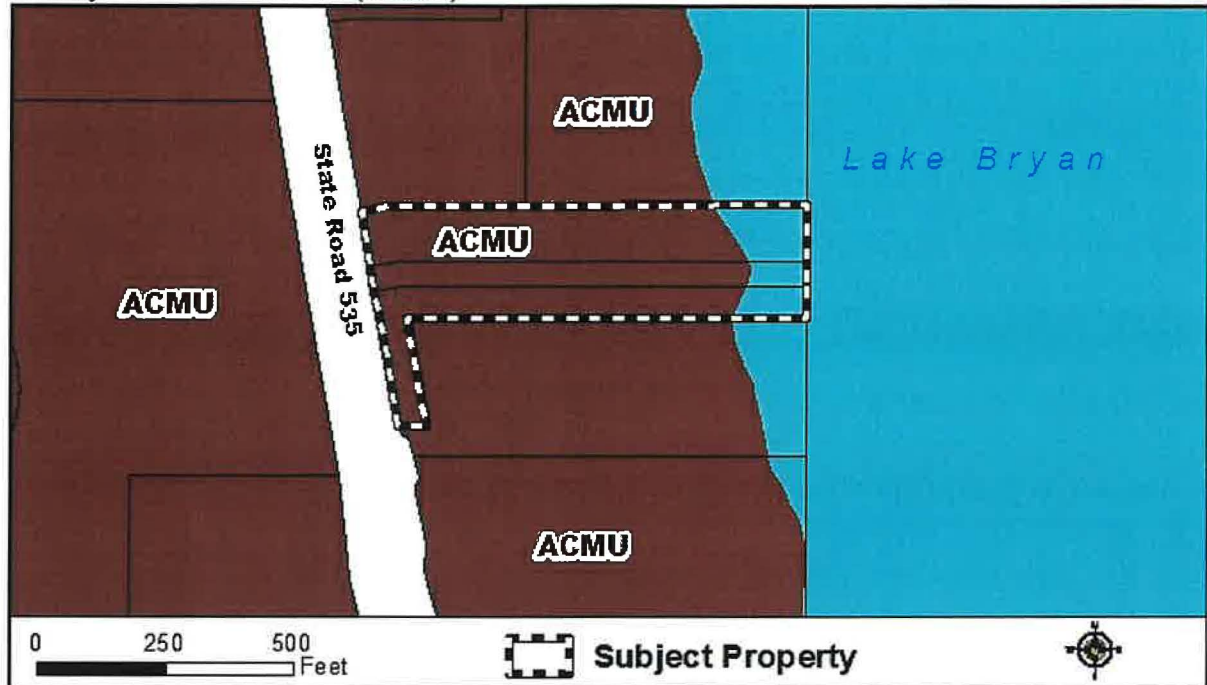 ACMU
Lake Bryan
State Road 535
ACMU
ACMU
ACMU
0 250 500
Feet
Subject Property